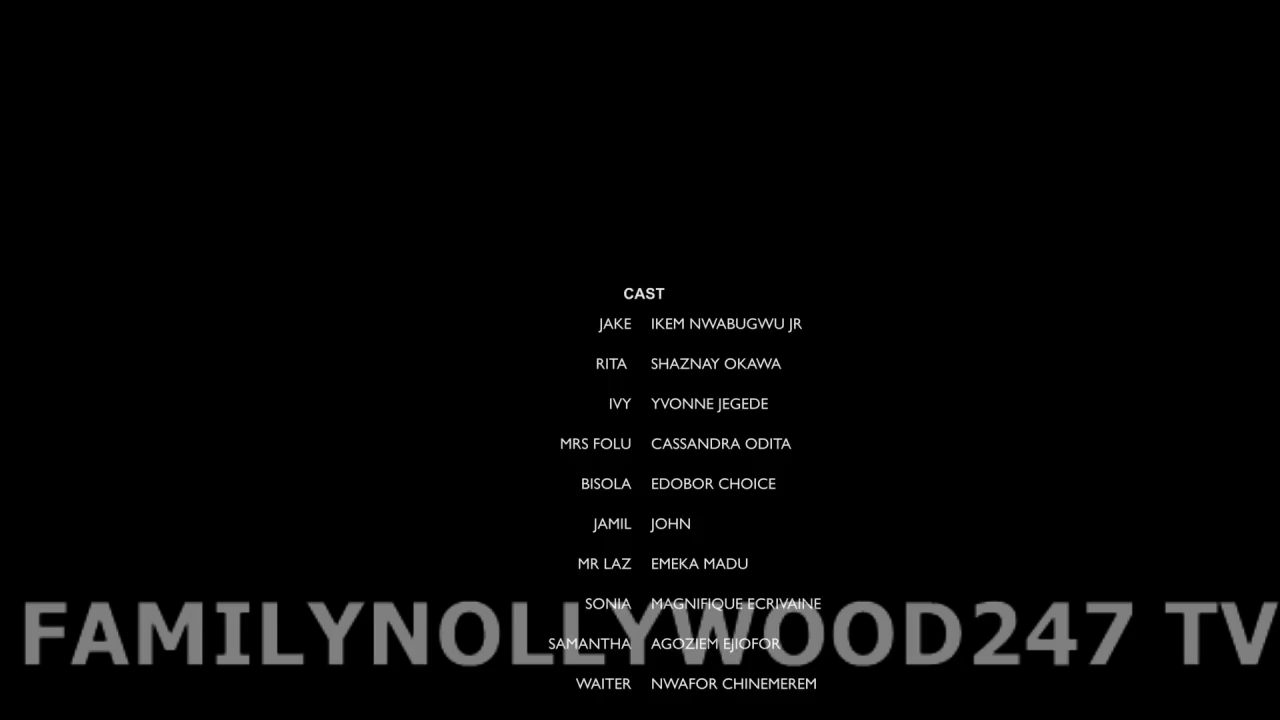 CAST
JAKE IKEM NWABUGWU JR
RITA SHAZNAY OKAWA
IVY YVONNE JEGEDE
MRS FOLU CASSANDRA ODITA
BISOLA EDOBOR CHOICE
JAMIL JOHN
MR LAZ EMEKA MADU
SONIA MAGNIFIQUE ECRIVAINE
FAMILYNOLLYWOOD247 TV
SAMANTHA AGOZIEM EJIOFOR
WAITER NWAFOR CHINEMEREM